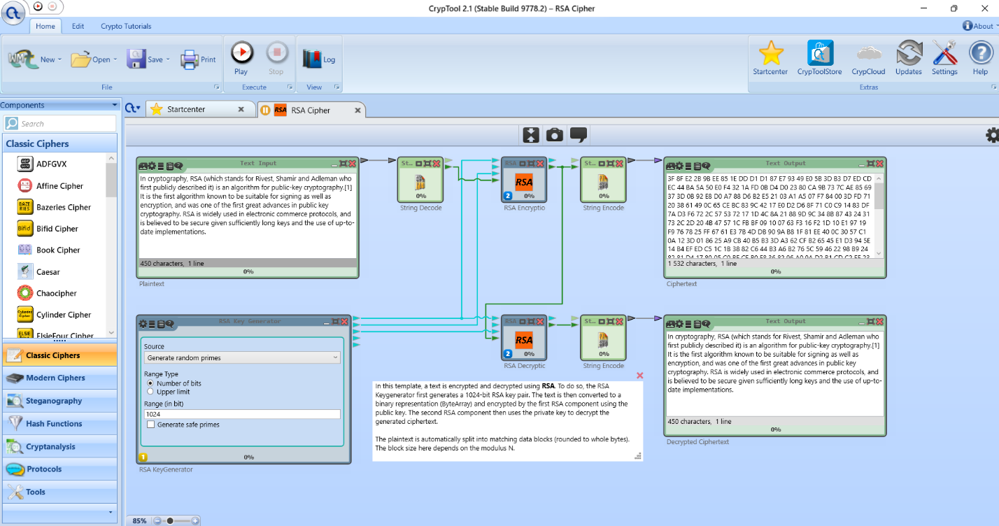 CrypTool 2.1 (Stable Build 9778.2) – RSA Cipher
Home Edit Crypto Tutorials About
New Open Save Print Play Stop Log Startcenter CrypToolStore CrypCloud Updates Settings Help
File Execute View Extras
Components
Search
Classic Ciphers
ADFGVX
Affine Cipher
Bazeries Cipher
Bifid Cipher
Book Cipher
Caesar
Chaocipher
Cylinder Cipher
ElsieFour Cipher
Classic Ciphers
Modern Ciphers
Steganography
Hash Functions
Cryptanalysis
Protocols
Tools
Startcenter RSA RSA Cipher
Text Input
In cryptography, RSA (which stands for Rivest, Shamir and Adleman who
first publicly described it) is an algorithm for public-key cryptography.[1]
It is the first algorithm known to be suitable for signing as well as
encryption, and was one of the first great advances in public key
cryptography. RSA is widely used in electronic commerce protocols, and
is believed to be secure given sufficiently long keys and the use of up-to-
date implementations.
450 characters, 1 line
0%
Plaintext
St...
0%
String Decode
RSA
RSA
2 0%
RSA Encryptio
St...
0%
String Encode
Text Output
3F 8F E2 2B 9B EE 85 1E DD D1 D1 87 E7 93 49 E0 5B 3D B3 D7 ED CD
EC 44 BA 5A 50 E0 F4 32 1A FD 0B D4 D0 23 80 CA 9B 73 7C AE 85 69
37 3D 0B 92 E8 D0 A7 88 D6 B2 E5 21 03 A1 A5 07 F7 84 00 3D FD 71
20 38 61 49 0C 65 CE BC 83 9C 42 17 E0 D2 D6 8F 71 C0 C9 14 83 DF
7A D3 F6 72 2C 57 53 72 17 1D 4C 8A 21 88 9D 9C 34 8B 87 43 24 31
73 2C 2D 20 4B 47 57 1C FB BF 09 10 07 63 F3 16 F2 1D 10 E1 97 19
F9 76 78 25 FF 67 61 E3 7B 4D DB 90 9A B8 1F 81 EE 40 0C 30 57 C1
0A 12 3D 01 86 25 A9 CB 40 B5 B3 3D A3 62 CF B2 65 45 E1 D3 94 5E
14 B4 EF ED C5 1C 1B 38 82 C6 44 B3 A6 B2 76 5C 59 46 22 98 B9 24
1 532 characters, 1 line
0%
Ciphertext
RSA Key Generator
Source
Generate random primes
Range Type
Number of bits
Upper limit
Range (in bit)
1024
Generate safe primes
1 0%
RSA KeyGenerator
RSA
RSA
2 0%
RSA Decryptic
St...
0%
String Encode
Text Output
In cryptography, RSA (which stands for Rivest, Shamir and Adleman who
first publicly described it) is an algorithm for public-key cryptography.[1]
It is the first algorithm known to be suitable for signing as well as
encryption, and was one of the first great advances in public key
cryptography. RSA is widely used in electronic commerce protocols, and
is believed to be secure given sufficiently long keys and the use of up-to-
date implementations.
450 characters, 1 line
0%
Decrypted Ciphertext
In this template, a text is encrypted and decrypted using RSA. To do so, the RSA
Keygenerator first generates a 1024-bit RSA key pair. The text is then converted to a
binary representation (ByteArray) and encrypted by the first RSA component using the
public key. The second RSA component then uses the private key to decrypt the
generated ciphertext.
The plaintext is automatically split into matching data blocks (rounded to whole bytes).
The block size here depends on the modulus N.
85%